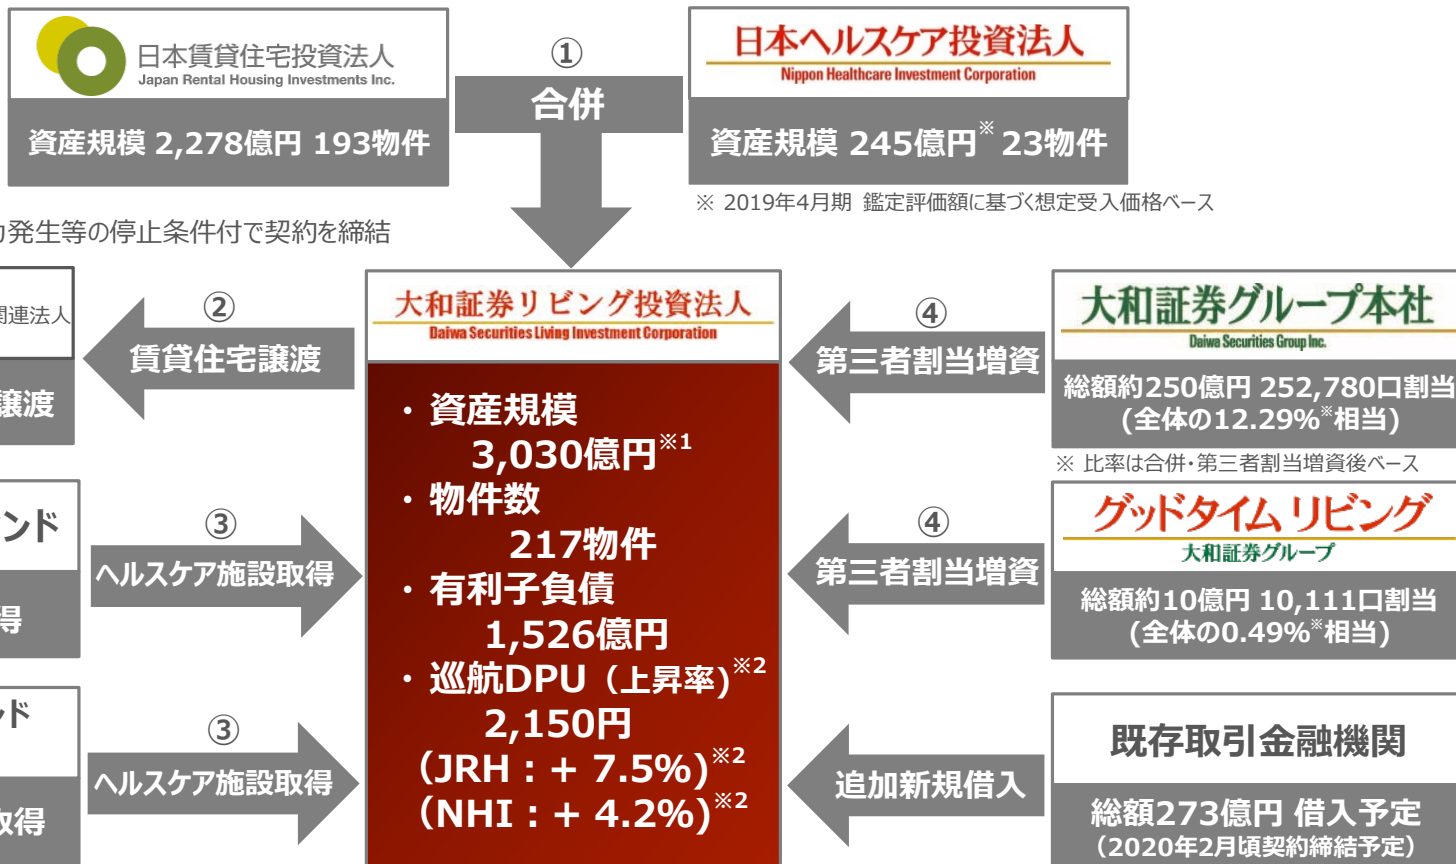 日本賃貸住宅投資法人
Japan Rental Housing Investments Inc.
資産規模 2,278億円 193物件
①
合併
日本ヘルスケア投資法人
Nippon Healthcare Investment Corporation
資産規模 245億円※ 23物件
※ 2019年4月期 鑑定評価額に基づく想定受入価格ベース
発生等の停止条件付で契約を締結
関連法人
譲渡
②
賃貸住宅譲渡
ンド
得
③
ヘルスケア施設取得
ンド
取得
③
ヘルスケア施設取得
大和証券リビング投資法人
Daiwa Securities Living Investment Corporation
・ 資産規模
3,030億円※1
・ 物件数
217物件
・ 有利子負債
1,526億円
・ 巡航DPU（上昇率)※2
2,150円
（JRH：+ 7.5%)※2
（NHI：+ 4.2%)※2
④
第三者割当増資
大和証券グループ本社
Daiwa Securities Group Inc.
総額約250億円 252,780口割当
(全体の12.29%※相当)
※ 比率は合併・第三者割当増資後ベース
④
第三者割当増資
グッドタイム リビング
大和証券グループ
総額約10億円 10,111口割当
(全体の0.49%※相当)
追加新規借入
既存取引金融機関
総額273億円 借入予定
（2020年2月頃契約締結予定）